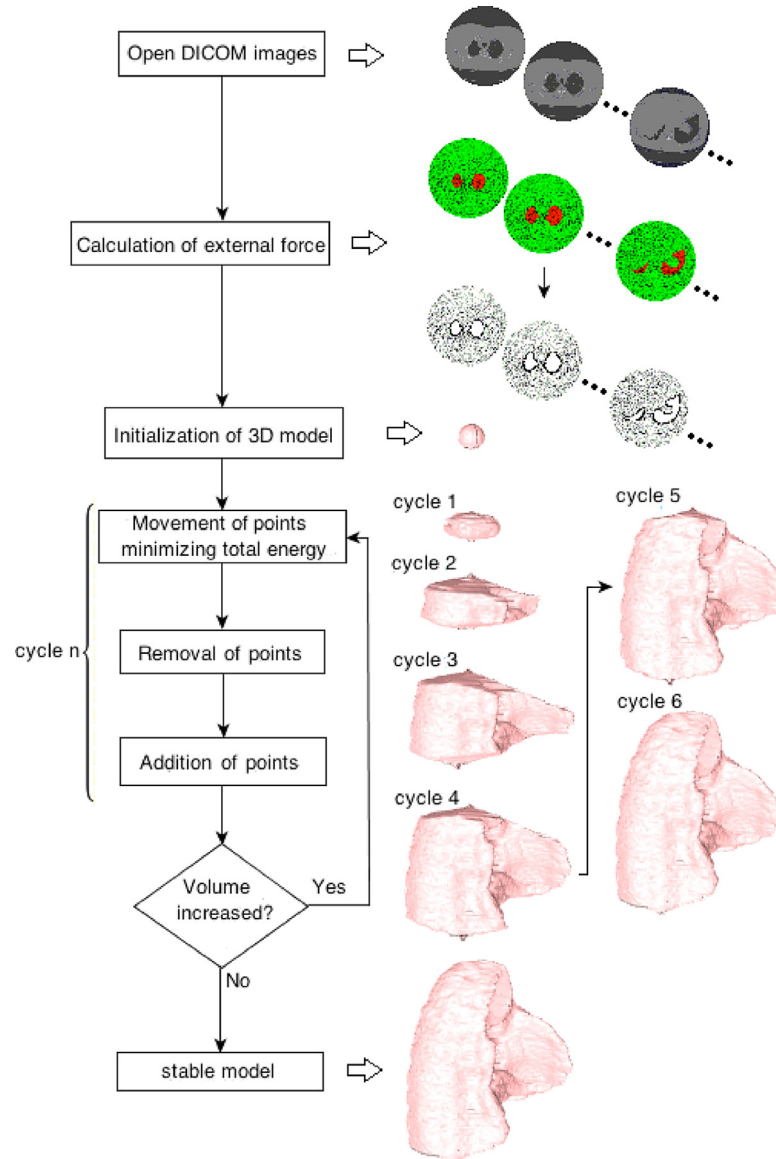 Open DICOM images
Calculation of external force
Initialization of 3D model
cycle 1
cycle 5
Movement of points
minimizing total energy
cycle 2
cycle n
Removal of points
cycle 3
cycle 6
Addition of points
cycle 4
Volume
increased?
Yes
No
stable model